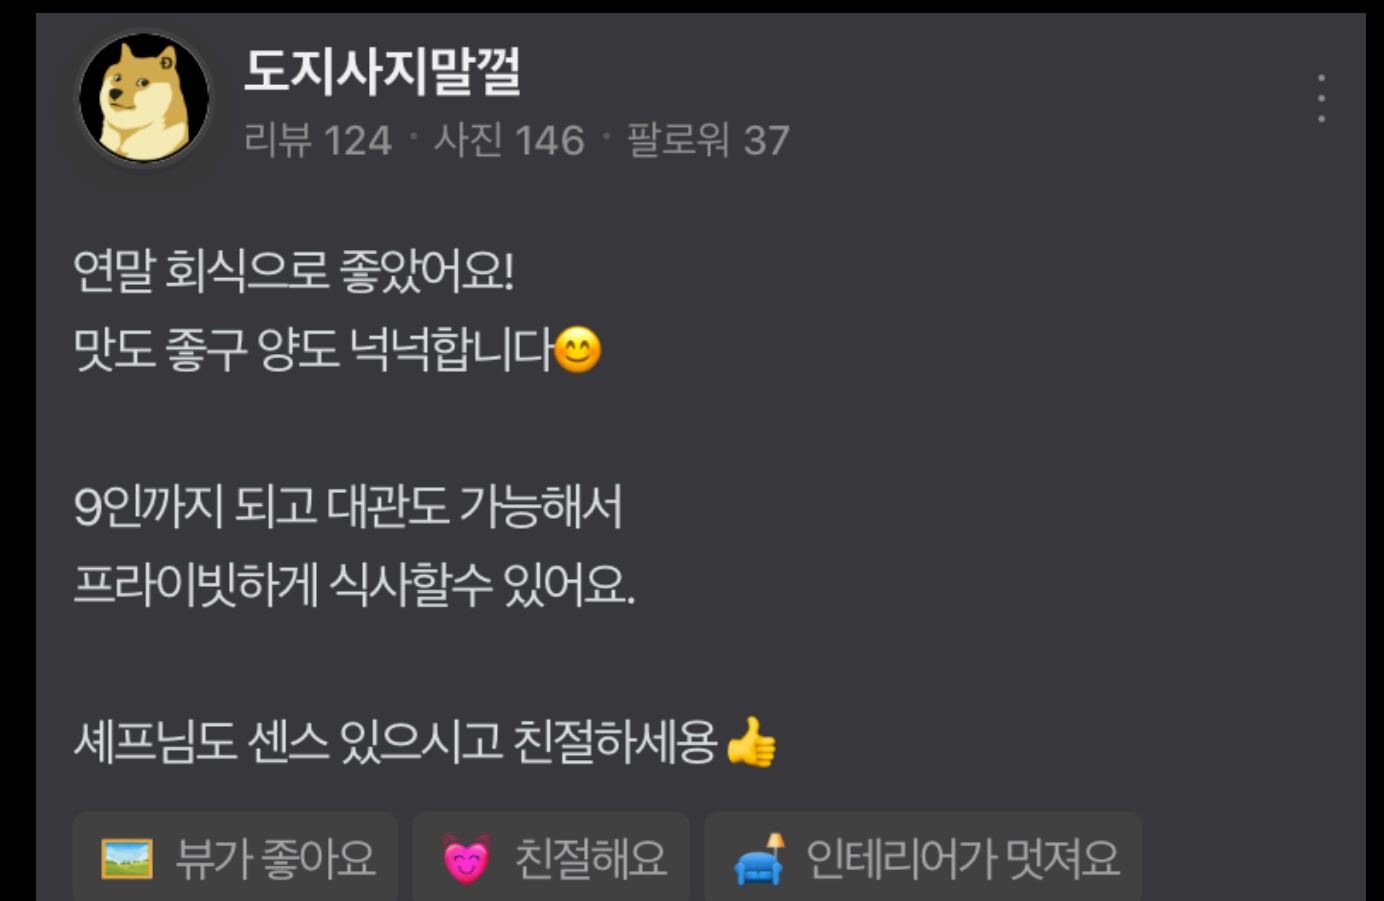 도지사지말껄
리뷰 124 · 사진 146 · 팔로워 37
연말 회식으로 좋았어요!
맛도 좋구 양도 넉넉합니다😊
9인까지 되고 대관도 가능해서
프라이빗하게 식사할수 있어요.
셰프님도 센스 있으시고 친절하세용👍
뷰가 좋아요 친절해요 인테리어가 멋져요